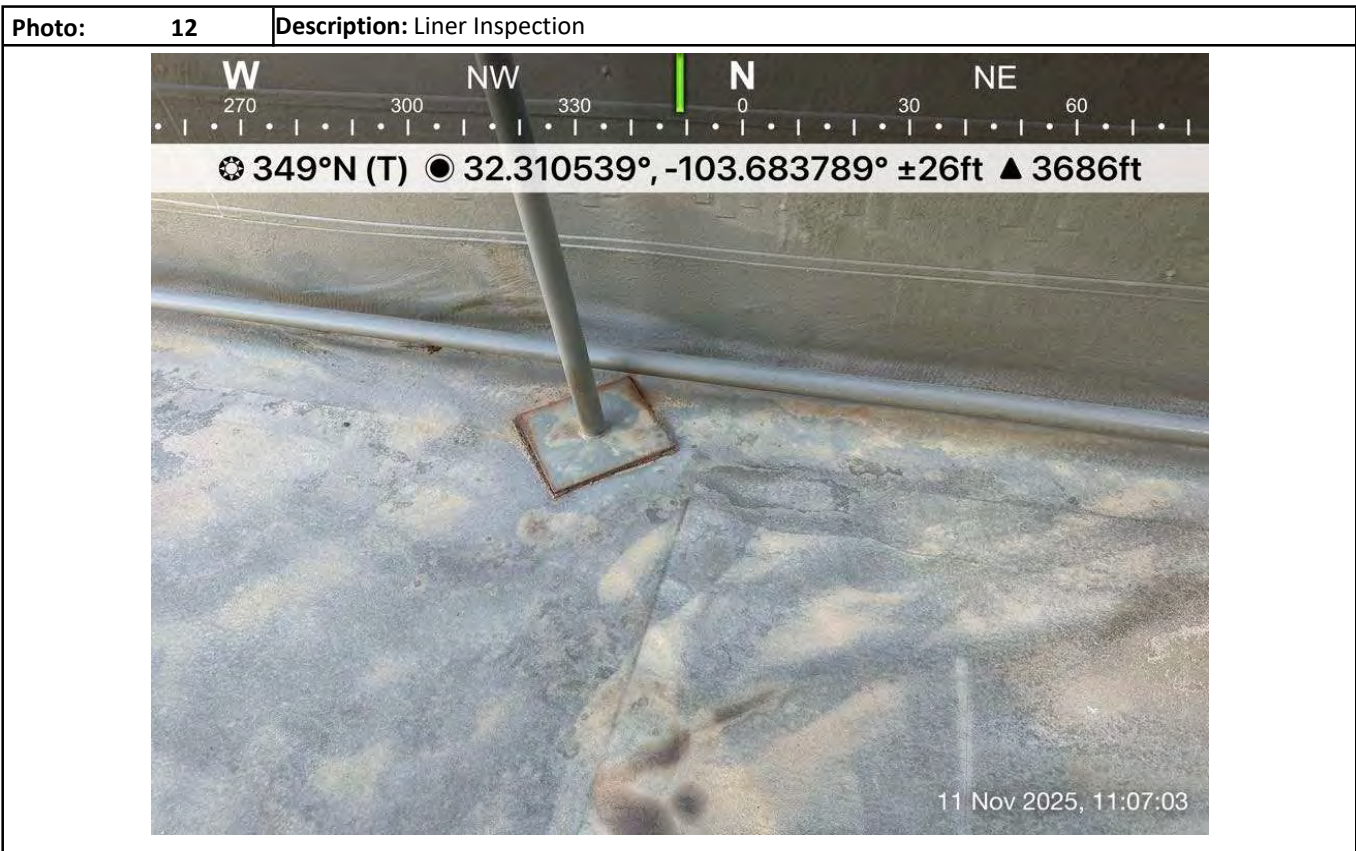 Photo: 12 Description: Liner Inspection
W NW N NE
270 300 330 0 30 60
349°N (T) 32.310539°, -103.683789° ±26ft ▲ 3686ft
11 Nov 2025, 11:07:03